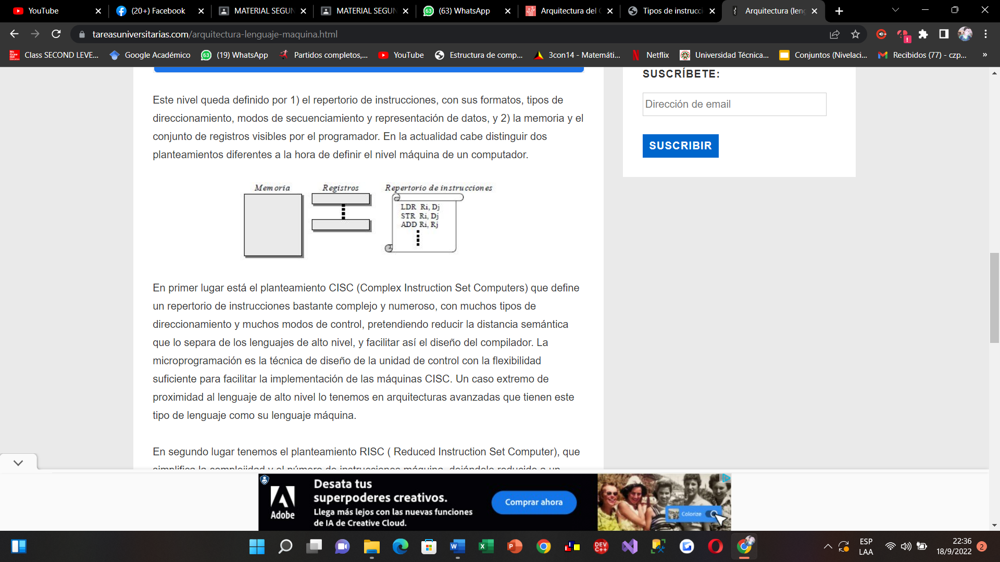 YouTube
(20+) Facebook
MATERIAL SEGUN
MATERIAL SEGUN
(63) WhatsApp
Arquitectura del
Tipos de instrucci
Arquitectura (leng
tareasuniversitarias.com/arquitectura-lenguaje-maquina.html
Class SECOND LEVE...
Google Académico
(19) WhatsApp
Partidos completos,...
YouTube
Estructura de comp...
3con14 - Matemáti...
Netflix
Universidad Técnica...
Conjuntos (Nivelaci...
Recibidos (77) - czp...
»
SUSCRÍBETE:
Dirección de email
SUSCRIBIR
Este nivel queda definido por 1) el repertorio de instrucciones, con sus formatos, tipos de
direccionamiento, modos de secuenciamiento y representación de datos, y 2) la memoria y el
conjunto de registros visibles por el programador. En la actualidad cabe distinguir dos
planteamientos diferentes a la hora de definir el nivel máquina de un computador.
Memoria
Registros
Repertorio de instrucciones
LDR Ri, Dj
STR Ri, Dj
ADD Ri, Rj
En primer lugar está el planteamiento CISC (Complex Instruction Set Computers) que define
un repertorio de instrucciones bastante complejo y numeroso, con muchos tipos de
direccionamiento y muchos modos de control, pretendiendo reducir la distancia semántica
que lo separa de los lenguajes de alto nivel, y facilitar así el diseño del compilador. La
microprogramación es la técnica de diseño de la unidad de control con la flexibilidad
suficiente para facilitar la implementación de las máquinas CISC. Un caso extremo de
proximidad al lenguaje de alto nivel lo tenemos en arquitecturas avanzadas que tienen este
tipo de lenguaje como su lenguaje máquina.
En segundo lugar tenemos el planteamiento RISC ( Reduced Instruction Set Computer), que
simplifica la complejidad y el número de instrucciones máquina, dejándolo reducido a un
Adobe
Desata tus
superpoderes creativos.
Llega más lejos con las nuevas funciones
de IA de Creative Cloud.
Comprar ahora
Colorize
DEV
C++
ESP
LAA
22:36
18/9/2022
2